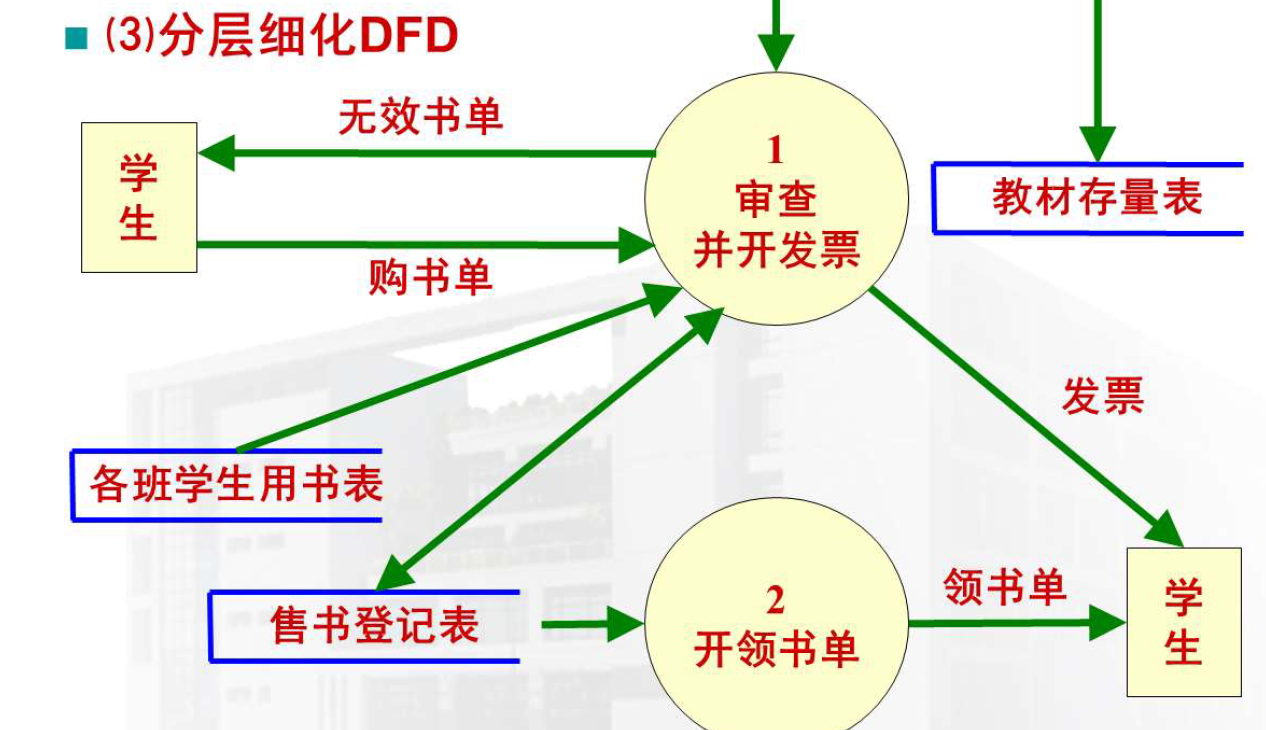 ⑶分层细化DFD
无效书单
学
生
1
审查
并开发票
教材存量表
购书单
发票
各班学生用书表
售书登记表
2
开领书单
领书单
学
生